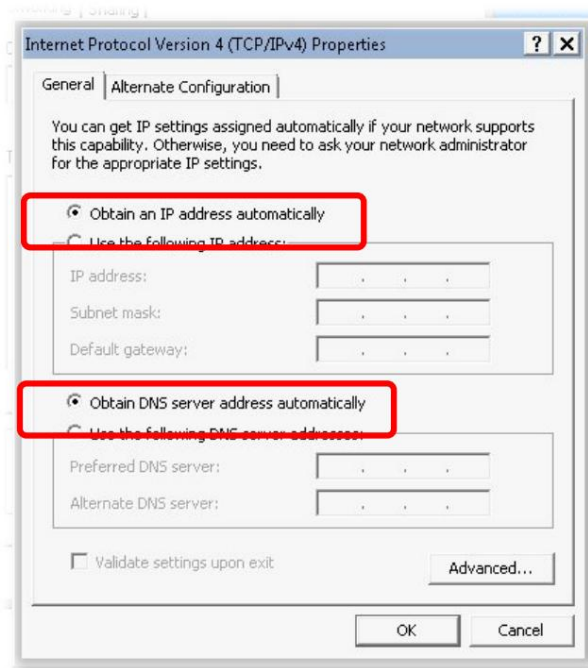 Sharing
Internet Protocol Version 4 (TCP/IPv4) Properties
General
Alternate Configuration
You can get IP settings assigned automatically if your network supports
this capability. Otherwise, you need to ask your network administrator
for the appropriate IP settings.
Obtain an IP address automatically
Use the following IP address:
IP address:
Subnet mask:
Default gateway:
Obtain DNS server address automatically
Use the following DNS server addresses:
Preferred DNS server:
Alternate DNS server:
Validate settings upon exit
Advanced...
OK
Cancel